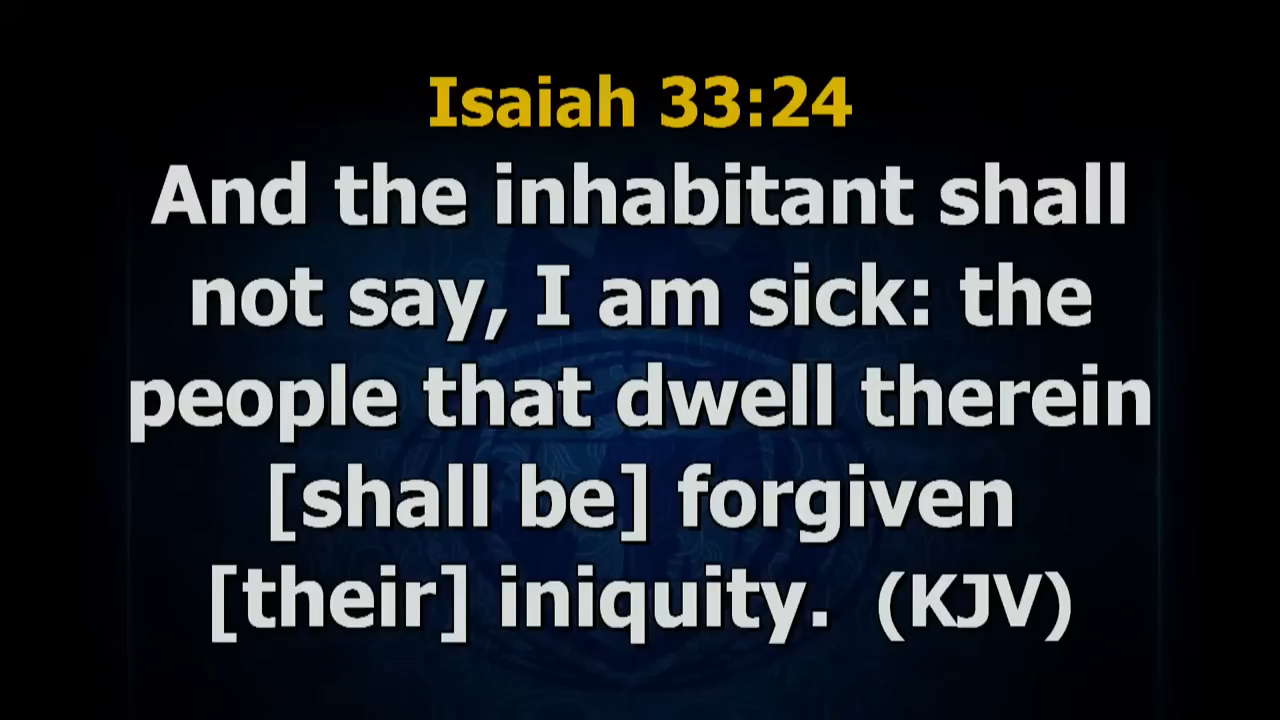 Isaiah 33:24
And the inhabitant shall
not say, I am sick: the
people that dwell therein
[shall be] forgiven
[their] iniquity.  (KJV)